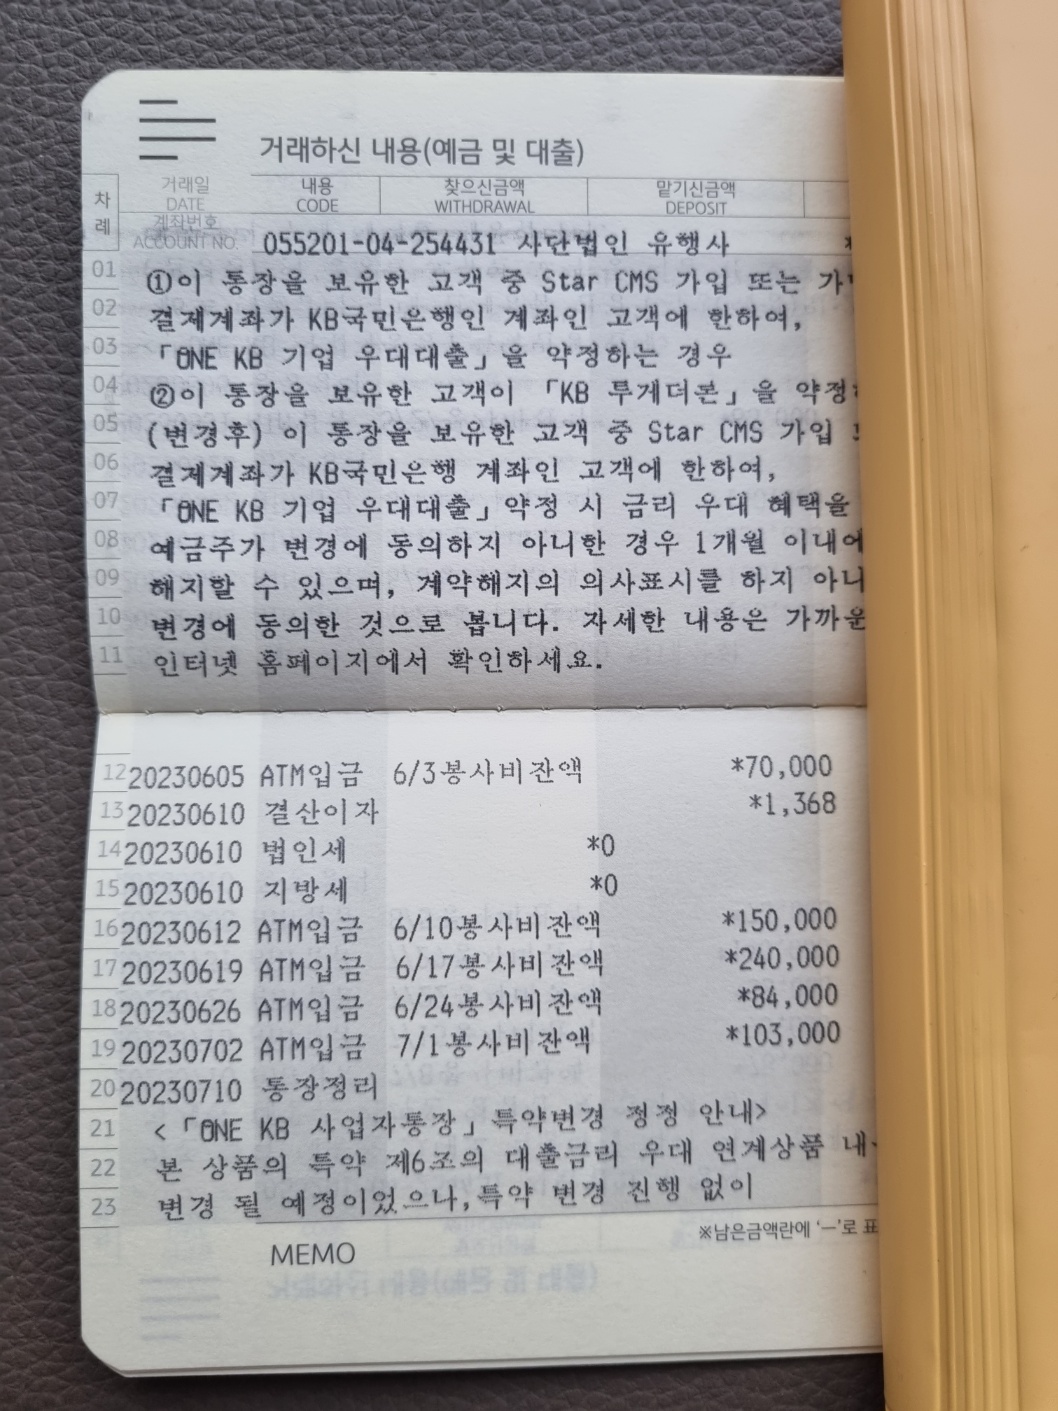 거래하신 내용(예금 및 대출)
차례 거래일 DATE 내용 CODE 찾으신금액 WITHDRAWAL 맡기신금액 DEPOSIT
계좌번호 ACCOUNT NO. 055201-04-254431 사단법인 유행사 *
01 ①이 통장을 보유한 고객 중 Star CMS 가입 또는
02 결제계좌가 KB국민은행인 계좌인 고객에 한하여,
03 「ONE KB 기업 우대대출」을 약정하는 경우
04 ②이 통장을 보유한 고객이 「KB 투게더론」을
05 (변경후) 이 통장을 보유한 고객 중 Star CMS 가입
06 결제계좌가 KB국민은행 계좌인 고객에 한하여,
07 「ONE KB 기업 우대대출」약정 시 금리 우대 혜택을
08 예금주가 변경에 동의하지 아니한 경우 1개월 이내에
09 해지할 수 있으며, 계약해지의 의사표시를 하지 아니
10 변경에 동의한 것으로 봅니다. 자세한 내용은 가까운
11 인터넷 홈페이지에서 확인하세요.
12 20230605 ATM입금 6/3봉사비잔액 *70,000
13 20230610 결산이자 *1,368
14 20230610 법인세 *0
15 20230610 지방세 *0
16 20230612 ATM입금 6/10봉사비잔액 *150,000
17 20230619 ATM입금 6/17봉사비잔액 *240,000
18 20230626 ATM입금 6/24봉사비잔액 *84,000
19 20230702 ATM입금 7/1봉사비잔액 *103,000
20 20230710 통장정리
21 <「ONE KB 사업자통장」특약변경 정정 안내>
22 본 상품의 특약 제6조의 대출금리 우대 연계상품
23 변경 될 예정이었으나,특약 변경 진행 없이
※남은금액란에 '-'로
MEMO